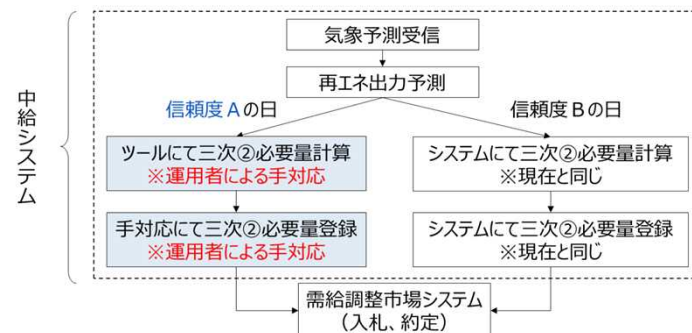 中給システム
気象予測受信
再エネ出力予測
信頼度Aの日
信頼度Bの日
ツールにて三次②必要量計算
※運用者による手対応
システムにて三次②必要量計算
※現在と同じ
手対応にて三次②必要量登録
※運用者による手対応
システムにて三次②必要量登録
※現在と同じ
需給調整市場システム
(入札、約定)